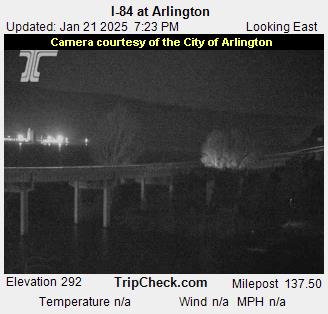 I-84 at Arlington
Updated: Jan 21 2025 7:23 PM Looking East
Camera courtesy of the City of Arlington
Elevation 292 TripCheck.com Milepost 137.50
Temperature n/a Wind n/a MPH n/a